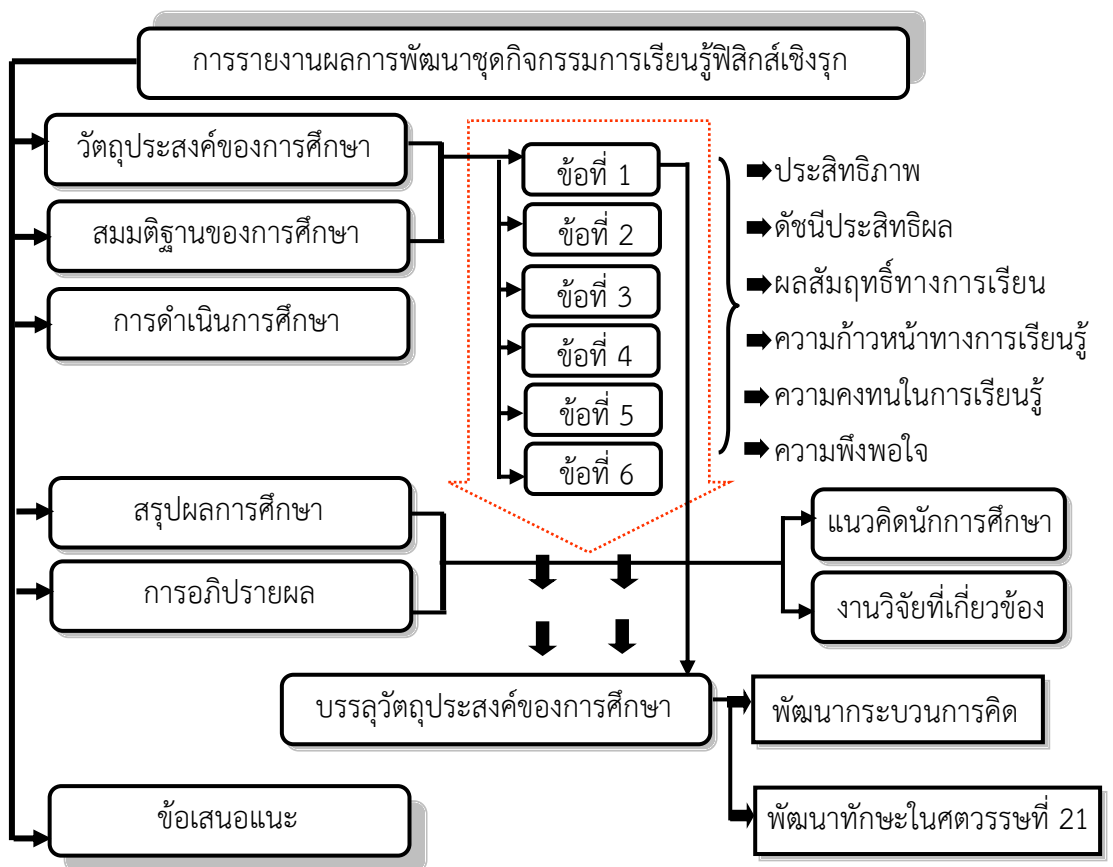 การรายงานผลการพัฒนาชุดกิจกรรมการเรียนรู้ฟิสิกส์เชิงรุก
วัตถุประสงค์ของการศึกษา
สมมติฐานของการศึกษา
การดำเนินการศึกษา
ข้อที่ 1
ข้อที่ 2
ข้อที่ 3
ข้อที่ 4
ข้อที่ 5
ข้อที่ 6
ประสิทธิภาพ
ดัชนีประสิทธิผล
ผลสัมฤทธิ์ทางการเรียน
ความก้าวหน้าทางการเรียนรู้
ความคงทนในการเรียนรู้
ความพึงพอใจ
สรุปผลการศึกษา
การอภิปรายผล
แนวคิดนักการศึกษา
งานวิจัยที่เกี่ยวข้อง
บรรลุวัตถุประสงค์ของการศึกษา
พัฒนากระบวนการคิด
พัฒนาทักษะในศตวรรษที่ 21
ข้อเสนอแนะ